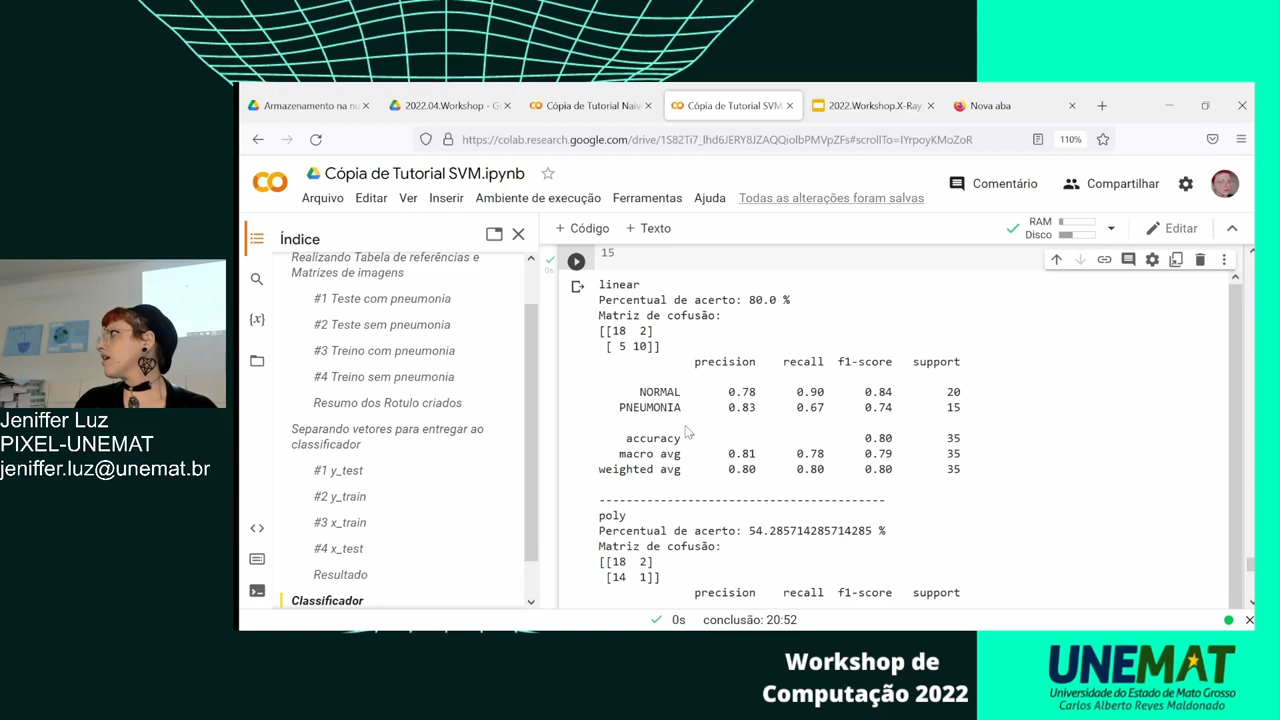 Armazenamento na nu
2022.04.Workshop - G
Cópia de Tutorial Naiv
Cópia de Tutorial SVM
2022.Workshop.X-Ray
Nova aba
https://colab.research.google.com/drive/1S82Ti7_lhd6JERY8JZAQQiolbPMVpZFs#scrollTo=IYrpoyKMoZoR
110%
Cópia de Tutorial SVM.ipynb
Comentário
Compartilhar
Arquivo Editar Ver Inserir Ambiente de execução Ferramentas Ajuda Todas as alterações foram salvas
+ Código + Texto
RAM
Disco
Editar
Índice
Realizando Tabela de referências e
Matrizes de imagens
#1 Teste com pneumonia
#2 Teste sem pneumonia
#3 Treino com pneumonia
#4 Treino sem pneumonia
Resumo dos Rotulo criados
Separando vetores para entregar ao
classificador
#1 y_test
#2 y_train
#3 x_train
#4 x_test
Resultado
Classificador
{x}
0s
15
linear
Percentual de acerto: 80.0 %
Matriz de cofusão:
[[18 2]
[ 5 10]]
precision recall f1-score support
NORMAL 0.78 0.90 0.84 20
PNEUMONIA 0.83 0.67 0.74 15
accuracy 0.80 35
macro avg 0.81 0.78 0.79 35
weighted avg 0.80 0.80 0.80 35
----------------------------------------
poly
Percentual de acerto: 54.285714285714285 %
Matriz de cofusão:
[[18 2]
[14 1]]
precision recall f1-score support
0s conclusão: 20:52
Jeniffer Luz
PIXEL-UNEMAT
jeniffer.luz@unemat.br
Workshop de
Computação 2022
UNEMAT
Universidade do Estado de Mato Grosso
Carlos Alberto Reyes Maldonado